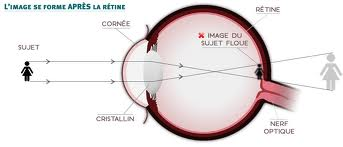 L'IMAGE SE FORME APRÈS LA RÉTINE
CORNÉE
RÉTINE
SUJET
IMAGE DU
SUJET FLOUE
CRISTALLIN
NERF
OPTIQUE